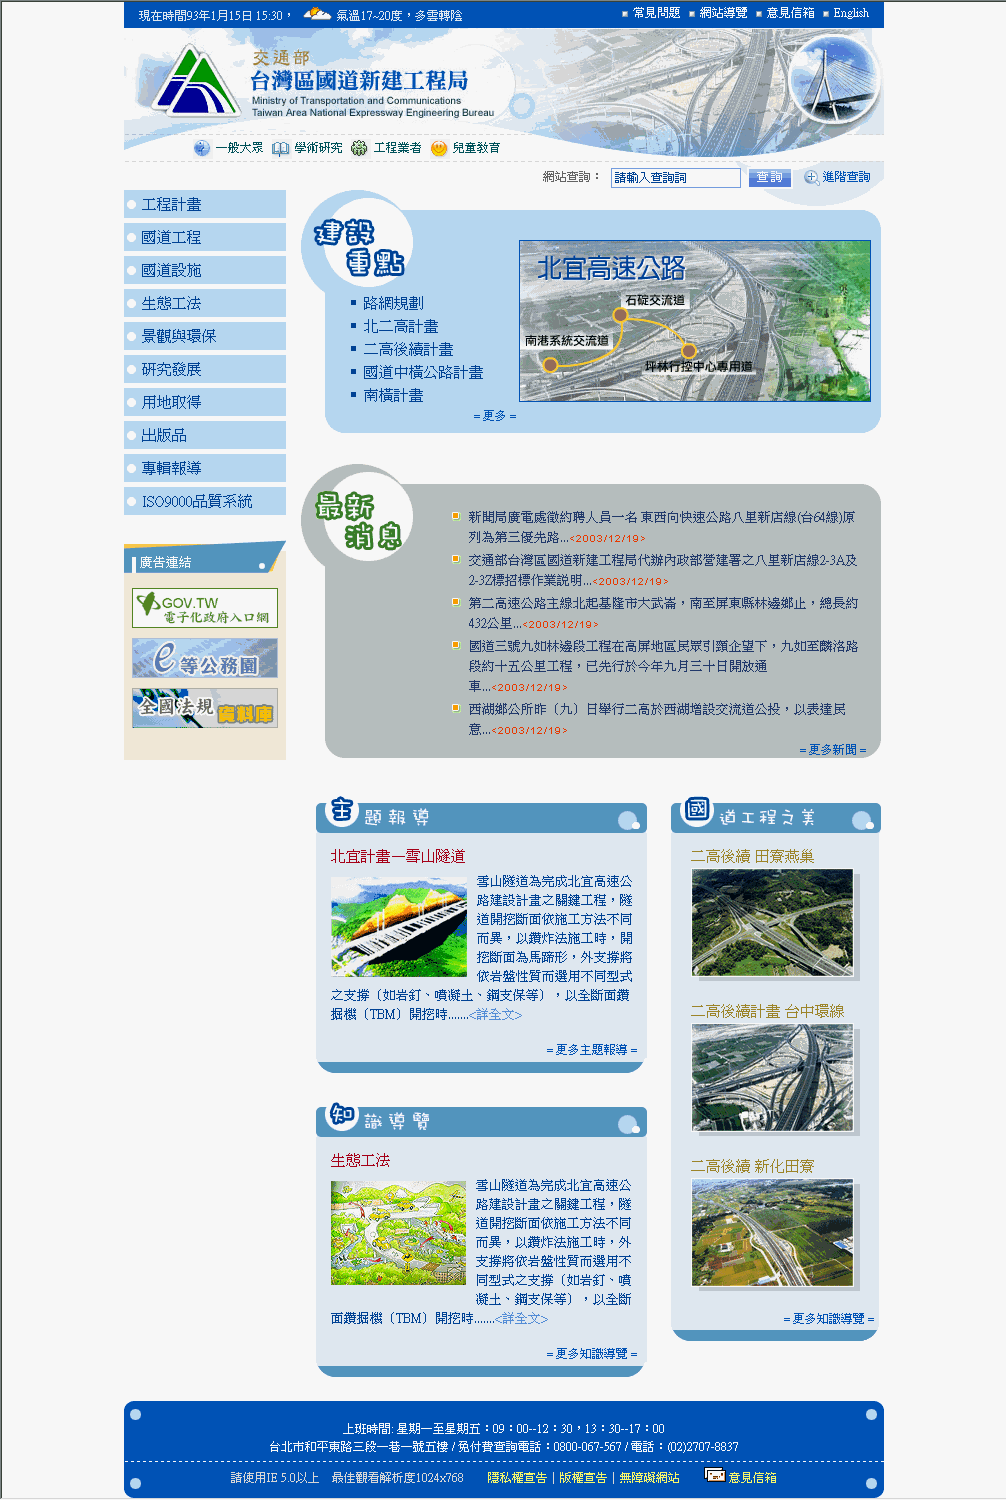 現在時間93年1月15日 15:30， 氣溫17~20度，多雲轉陰
常見問題 網站導覽 意見信箱 English
交通部
台灣區國道新建工程局
Ministry of Transportation and Communications
Taiwan Area National Expressway Engineering Bureau
一般大眾 學術研究 工程業者 兒童教育
網站查詢： 請輸入查詢詞 查詢 進階查詢
工程計畫
國道工程
國道設施
生態工法
景觀與環保
研究發展
用地取得
出版品
專輯報導
ISO9000品質系統
廣告連結
GOV.TW
電子化政府入口網
e等公務園
全國法規
資料庫
建設
重點
路網規劃
北二高計畫
二高後續計畫
國道中橫公路計畫
南橫計畫
= 更多 =
北宜高速公路
石碇交流道
南港系統交流道
坪林行控中心專用道
最新
消息
新聞局廣電處徵約聘人員一名 東西向快速公路八里新店線(台64線)原
列為第三優先路...<2003/12/19>
交通部台灣區國道新建工程局代辦內政部營建署之八里新店線2-3A及
2-3Z標招標作業說明...<2003/12/19>
第二高速公路主線北起基隆市大武崙，南至屏東縣林邊鄉止，總長約
432公里...<2003/12/19>
國道三號九如林邊段工程在高屏地區民眾引頸企望下，九如至麟洛路
段約十五公里工程，已先行於今年九月三十日開放通
車...<2003/12/19>
西湖鄉公所昨〔九〕日舉行二高於西湖增設交流道公投，以表達民
意...<2003/12/19>
= 更多新聞 =
主題報導
北宜計畫—雪山隧道
雪山隧道為完成北宜高速公
路建設計畫之關鍵工程，隧
道開挖斷面依施工方法不同
而異，以鑽炸法施工時，開
挖斷面為馬蹄形，外支撐將
依岩盤性質而選用不同型式
之支撐〔如岩釘、噴凝土、鋼支保等〕，以全斷面鑽
掘機〔TBM〕開挖時.......<詳全文>
= 更多主題報導 =
知識導覽
生態工法
雪山隧道為完成北宜高速公
路建設計畫之關鍵工程，隧
道開挖斷面依施工方法不同
而異，以鑽炸法施工時，外
支撐將依岩盤性質而選用不
同型式之支撐〔如岩釘、噴
凝土、鋼支保等〕，以全斷
面鑽掘機〔TBM〕開挖時.......<詳全文>
= 更多知識導覽 =
國道工程之美
二高後續 田寮燕巢
二高後續計畫 台中環線
二高後續 新化田寮
= 更多知識導覽 =
上班時間: 星期一至星期五：09：00--12：30，13：30--17：00
台北市和平東路三段一巷一號五樓 / 免付費查詢電話：0800-067-567 / 電話：(02)2707-8837
請使用IE 5.0以上 最佳觀看解析度1024x768 隱私權宣告 | 版權宣告 | 無障礙網站 意見信箱